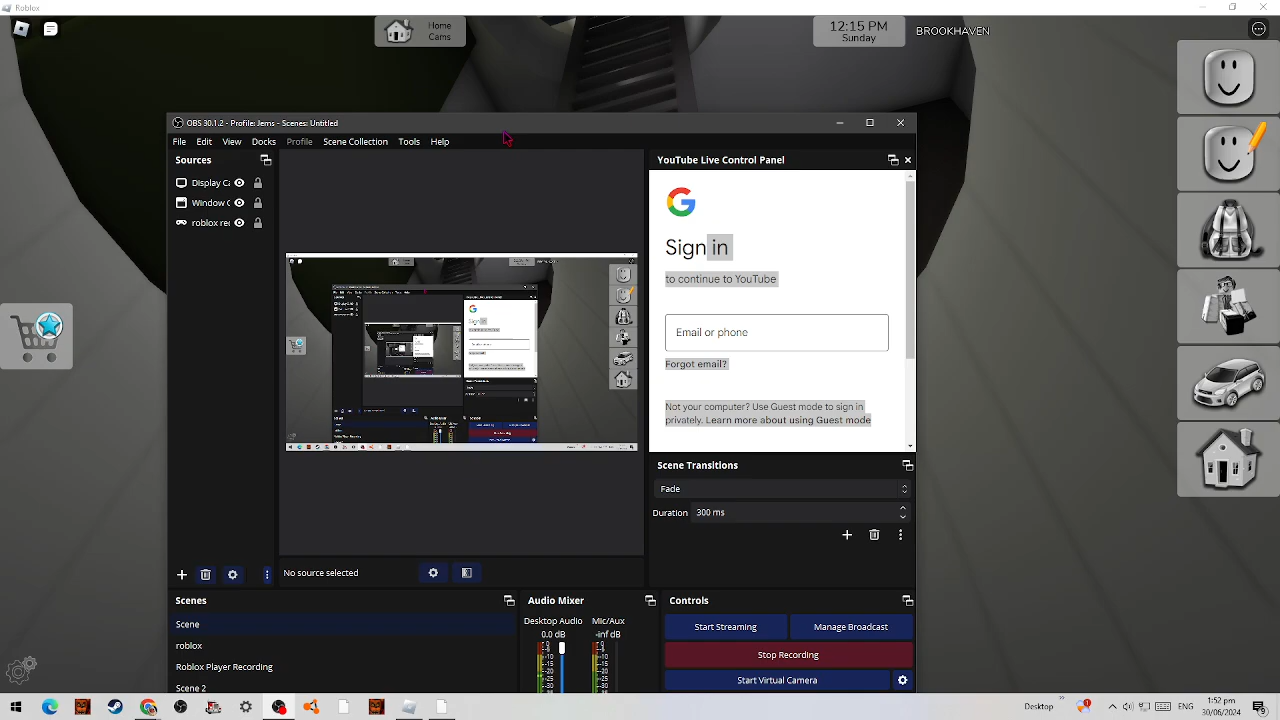 Roblox
Home
Cams
12:15 PM
Sunday
BROOKHAVEN
OBS 30.1.2 - Profile: Jems - Scenes: Untitled
File Edit View Docks Profile Scene Collection Tools Help
Sources
Display Ca
Window C
roblox re
YouTube Live Control Panel
Sign in
to continue to YouTube
Email or phone
Forgot email?
Not your computer? Use Guest mode to sign in
privately. Learn more about using Guest mode
Scene Transitions
Fade
Duration 300 ms
No source selected
Scenes
Scene
roblox
Roblox Player Recording
Scene 2
Audio Mixer
Desktop Audio
0.0 dB
Mic/Aux
-inf dB
Controls
Start Streaming
Manage Broadcast
Stop Recording
Start Virtual Camera
Desktop
ENG
1:52 pm
30/06/2024